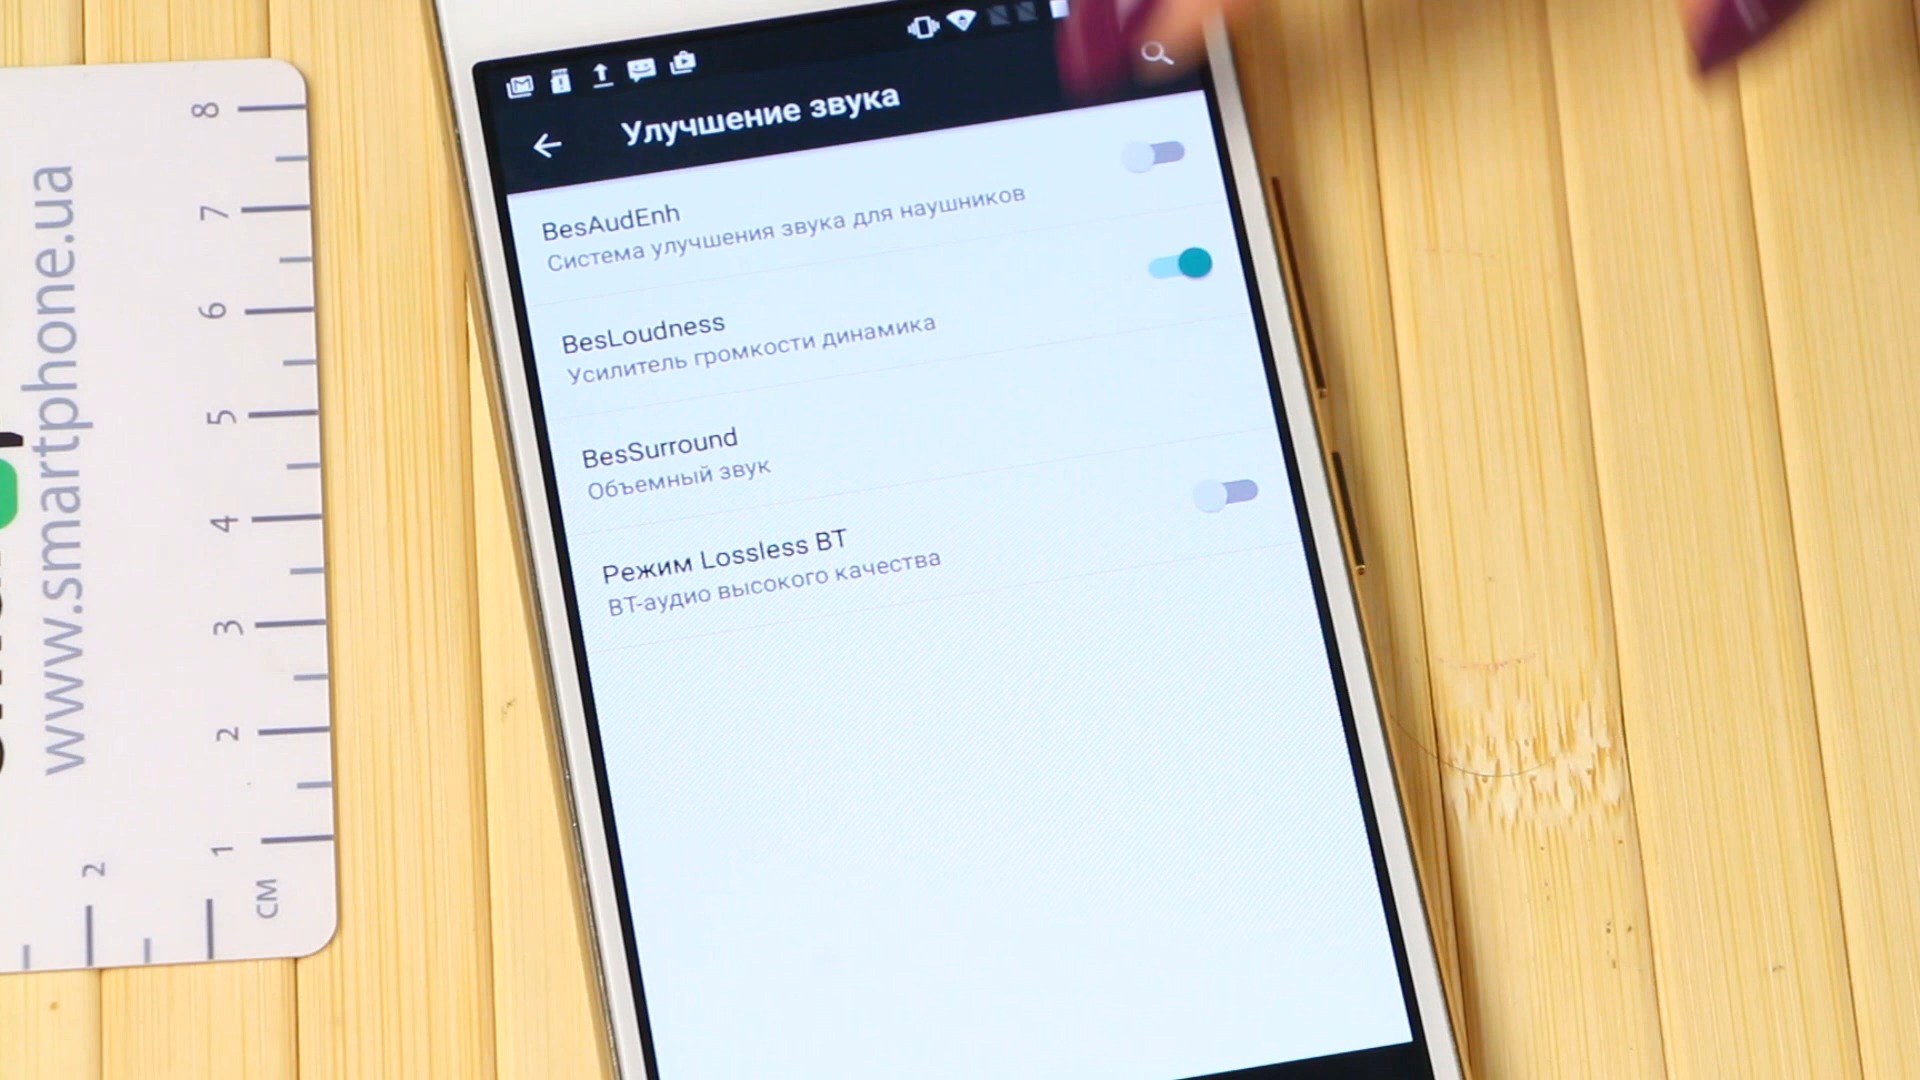 Улучшение звука
BesAudEnh
Система улучшения звука для наушников
BesLoudness
Усилитель громкости динамика
BesSurround
Объемный звук
Режим Lossless BT
BT-аудио высокого качества
www.smartphone.ua
8
7
6
5
4
3
2
1
2
СМ